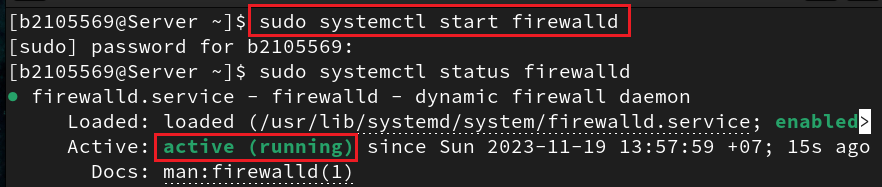 [b2105569@Server ~]$ sudo systemctl start firewalld
[sudo] password for b2105569:
[b2105569@Server ~]$ sudo systemctl status firewalld
● firewalld.service - firewalld - dynamic firewall daemon
Loaded: loaded (/usr/lib/systemd/system/firewalld.service; enabled>
Active: active (running) since Sun 2023-11-19 13:57:59 +07; 15s ago
Docs: man:firewalld(1)